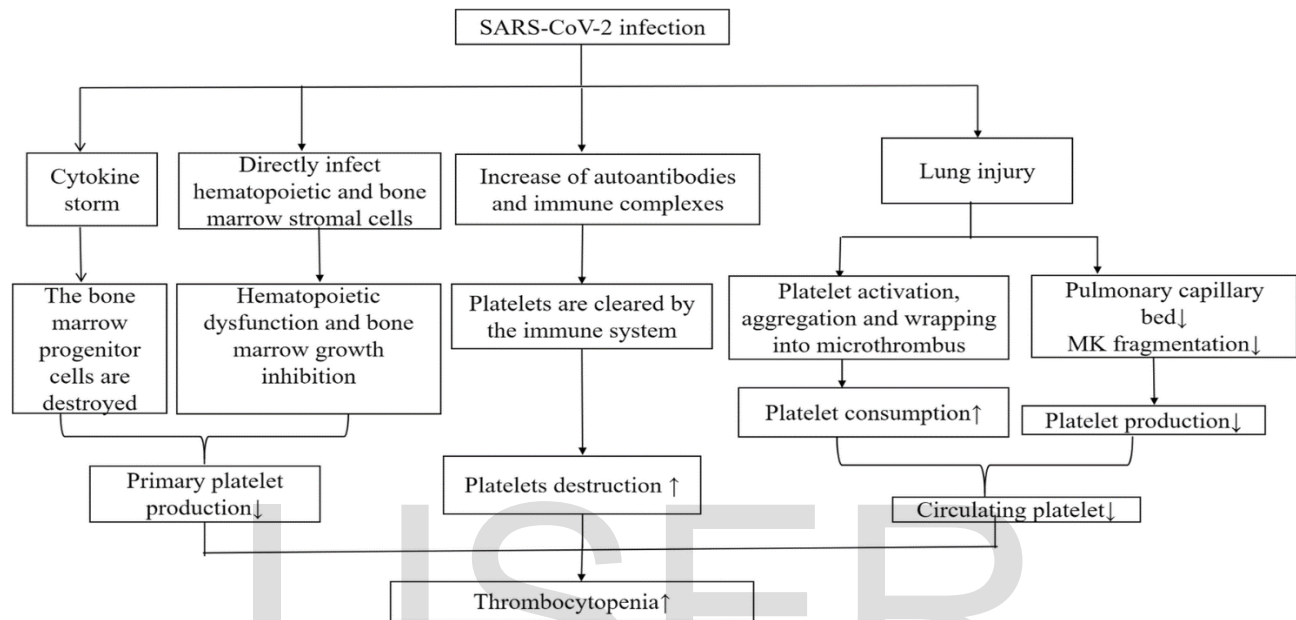 SARS-CoV-2 infection
Cytokine
storm
Directly infect
hematopoietic and bone
marrow stromal cells
Increase of autoantibodies
and immune complexes
Lung injury
The bone
marrow
progenitor
cells are
destroyed
Hematopoietic
dysfunction and bone
marrow growth
inhibition
Platelets are cleared by
the immune system
Platelet activation,
aggregation and wrapping
into microthrombus
Pulmonary capillary
bed↓
MK fragmentation↓
Platelet consumption↑
Platelet production↓
Primary platelet
production↓
Platelets destruction ↑
Circulating platelet↓
Thrombocytopenia↑